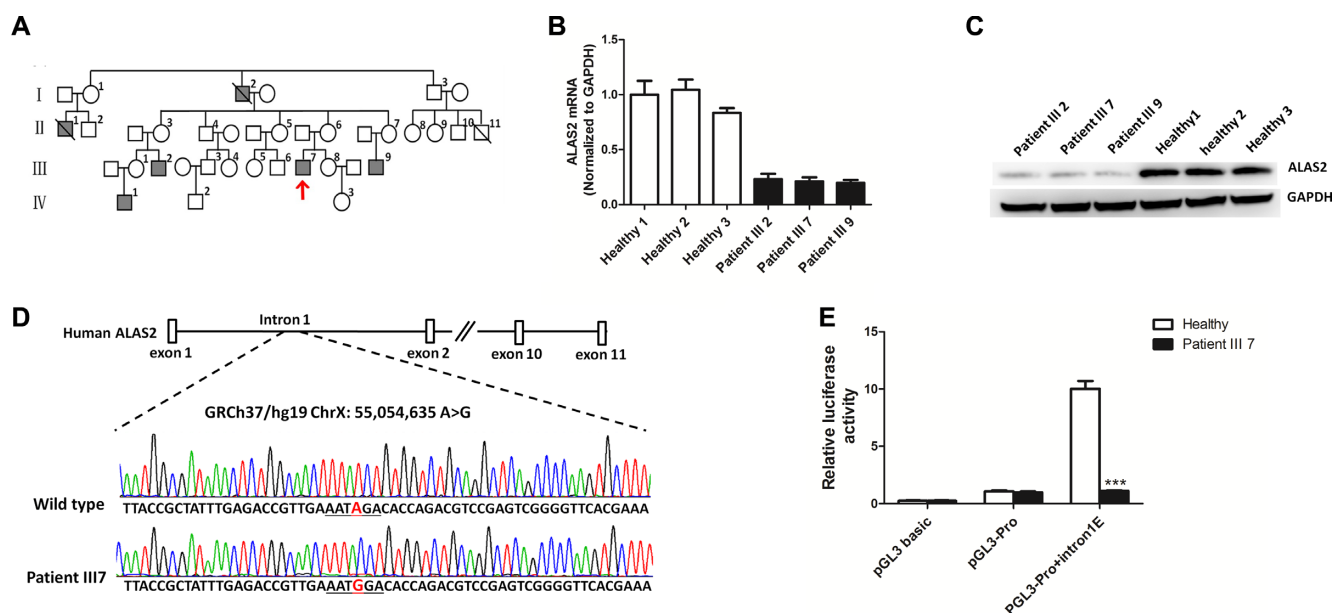 A
I
II
III
IV
1
2
3
1
2
3
4
5
6
7
8
9
10
11
1
2
3
4
5
6
7
8
9
1
2
3
B
ALAS2 mRNA
(Normalized to GAPDH)
1.5
1.0
0.5
0.0
Healthy 1
Healthy 2
Healthy 3
Patient III 2
Patient III 7
Patient III 9
C
Patient III 2
Patient III 7
Patient III 9
Healthy1
healthy 2
Healthy 3
ALAS2
GAPDH
D
Human ALAS2
Intron 1
exon 1
exon 2
exon 10
exon 11
GRCh37/hg19 ChrX: 55,054,635 A>G
Wild type
TTACCGCTATTTGAGACCGTTGAAATAGACACCAGACGTCCGAGTCGGGGTTCACGAAA
Patient III7
TTACCGCTATTTGAGACCGTTGAAATGGACACCAGACGTCCGAGTCGGGGTTCACGAAA
E
Relative luciferase
activity
15
10
5
0
Healthy
Patient III 7
***
pGL3 basic
pGL3-Pro
PGL3-Pro+intron1E